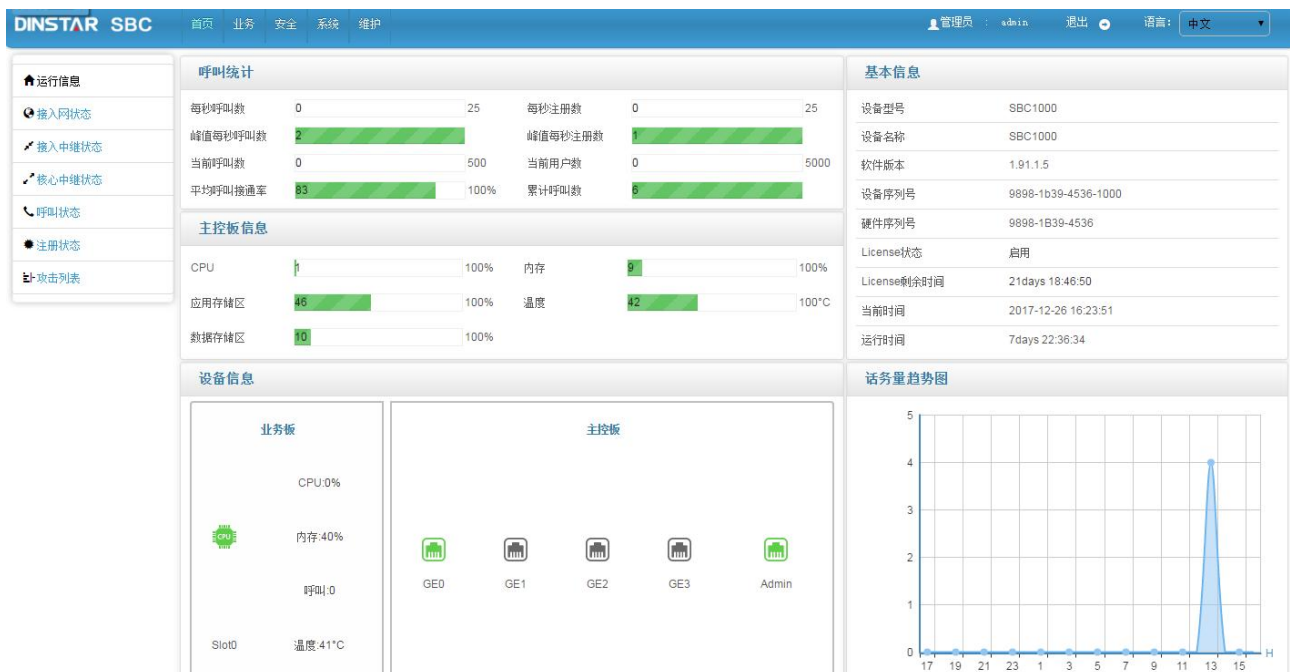 DINSTAR SBC
首页 业务 安全 系统 维护
管理员 : admin 退出 语言: 中文
运行信息
接入网状态
接入中继状态
核心中继状态
呼叫状态
注册状态
攻击列表
呼叫统计
每秒呼叫数 0 25 每秒注册数 0 25
峰值每秒呼叫数 2 峰值每秒注册数 1
当前呼叫数 0 500 当前用户数 0 5000
平均呼叫接通率 83 100% 累计呼叫数 6
主控板信息
CPU 1 100% 内存 9 100%
应用存储区 46 100% 温度 42 100°C
数据存储区 10 100%
设备信息
业务板
CPU:0%
CPU
内存:40%
呼叫:0
Slot0 温度:41°C
主控板
GE0 GE1 GE2 GE3 Admin
基本信息
设备型号 SBC1000
设备名称 SBC1000
软件版本 1.91.1.5
设备序列号 9898-1b39-4536-1000
硬件序列号 9898-1B39-4536
License状态 启用
License剩余时间 21days 18:46:50
当前时间 2017-12-26 16:23:51
运行时间 7days 22:36:34
话务量趋势图
5
4
3
2
1
0 H
17 19 21 23 1 3 5 7 9 11 13 15